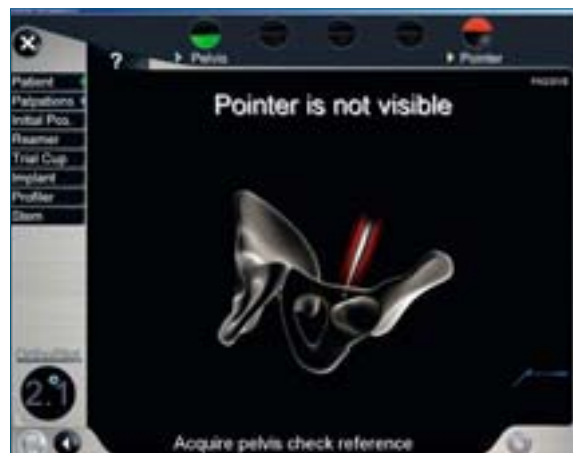 ?
Pelvis
Pointer
Pointer is not visible
Patient
Palpations
Initial Pos.
Reamer
Trial Cup
Implant
Profiler
Stem
OrthoPilot
2.1
Acquire pelvis check reference